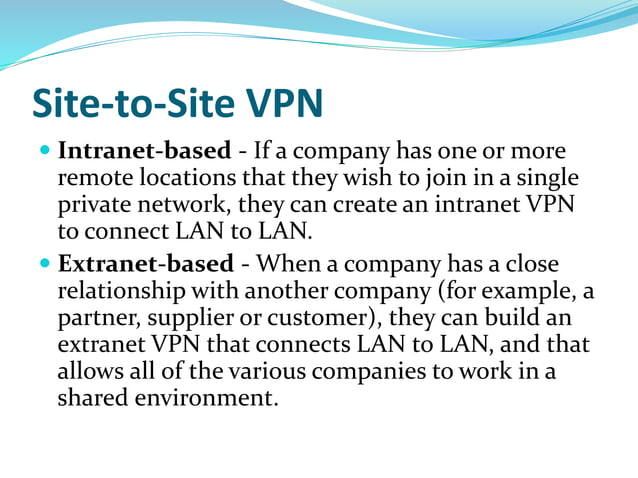 Site-to-Site VPN
• Intranet-based - If a company has one or more
remote locations that they wish to join in a single
private network, they can create an intranet VPN
to connect LAN to LAN.
• Extranet-based - When a company has a close
relationship with another company (for example, a
partner, supplier or customer), they can build an
extranet VPN that connects LAN to LAN, and that
allows all of the various companies to work in a
shared environment.